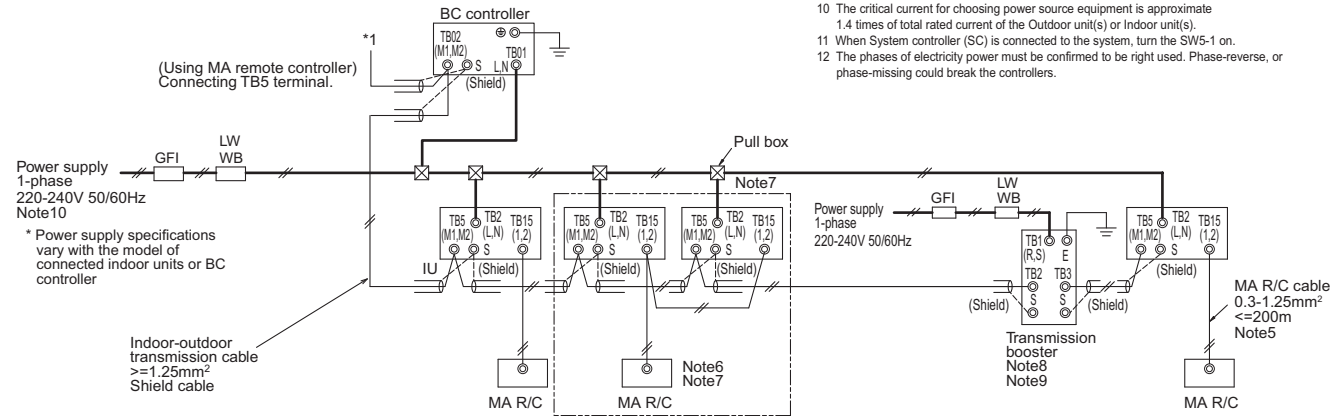 10 The critical current for choosing power source equipment is approximate
1.4 times of total rated current of the Outdoor unit(s) or Indoor unit(s).
11 When System controller (SC) is connected to the system, turn the SW5-1 on.
12 The phases of electricity power must be confirmed to be right used. Phase-reverse, or
phase-missing could break the controllers.
BC controller
*1
TB02
(M1,M2)
S
L,N
TB01
(Shield)
(Using MA remote controller)
Connecting TB5 terminal.
Power supply
1-phase
220-240V 50/60Hz
Note10
* Power supply specifications
vary with the model of
connected indoor units or BC
controller
GFI
LW
WB
Pull box
Note7
IU
TB5
(M1,M2)
TB2
(L,N)
TB15
(1,2)
S
(Shield)
TB5
(M1,M2)
TB2
(L,N)
TB15
(1,2)
S
(Shield)
TB5
(M1,M2)
TB2
(L,N)
TB15
(1,2)
S
(Shield)
Power supply
1-phase
220-240V 50/60Hz
GFI
LW
WB
TB1
(R,S)
E
TB2
TB3
S
S
(Shield)
(Shield)
Transmission
booster
Note8
Note9
TB5
(M1,M2)
TB2
(L,N)
TB15
(1,2)
S
(Shield)
MA R/C cable
0.3-1.25mm²
<=200m
Note5
Indoor-outdoor
transmission cable
>=1.25mm²
Shield cable
MA R/C
Note6
Note7
MA R/C
MA R/C